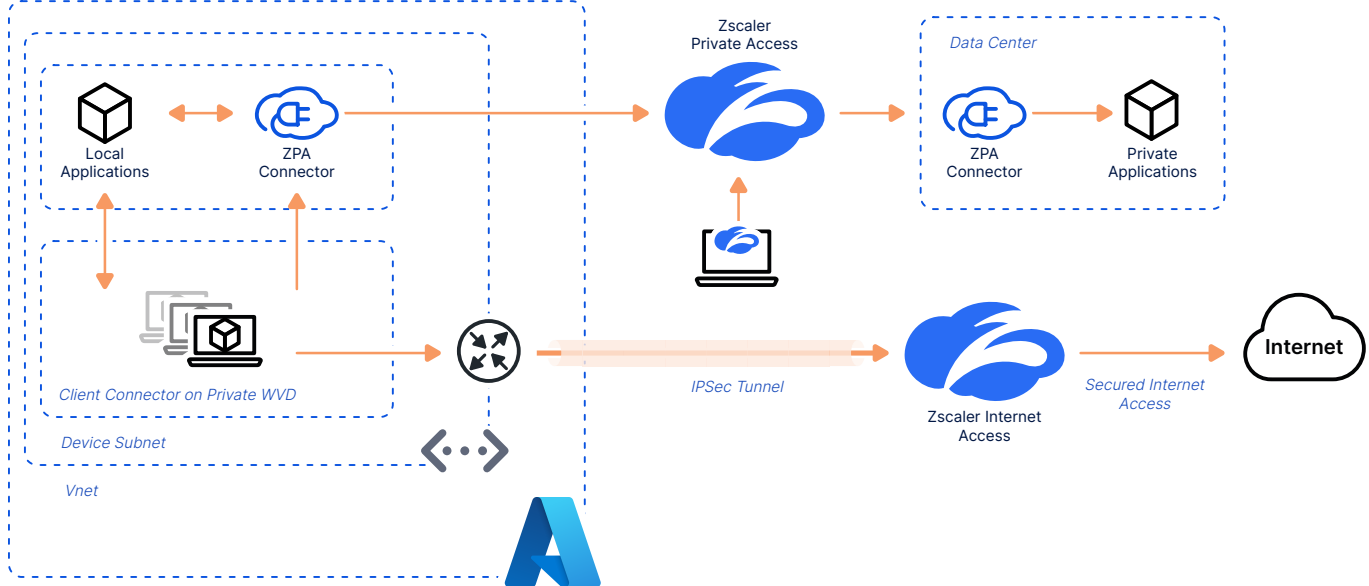 Zscaler
Private Access
Data Center
Local
Applications
ZPA
Connector
ZPA
Connector
Private
Applications
Client Connector on Private WVD
Device Subnet
Vnet
IPSec Tunnel
Zscaler Internet
Access
Secured Internet
Access
Internet